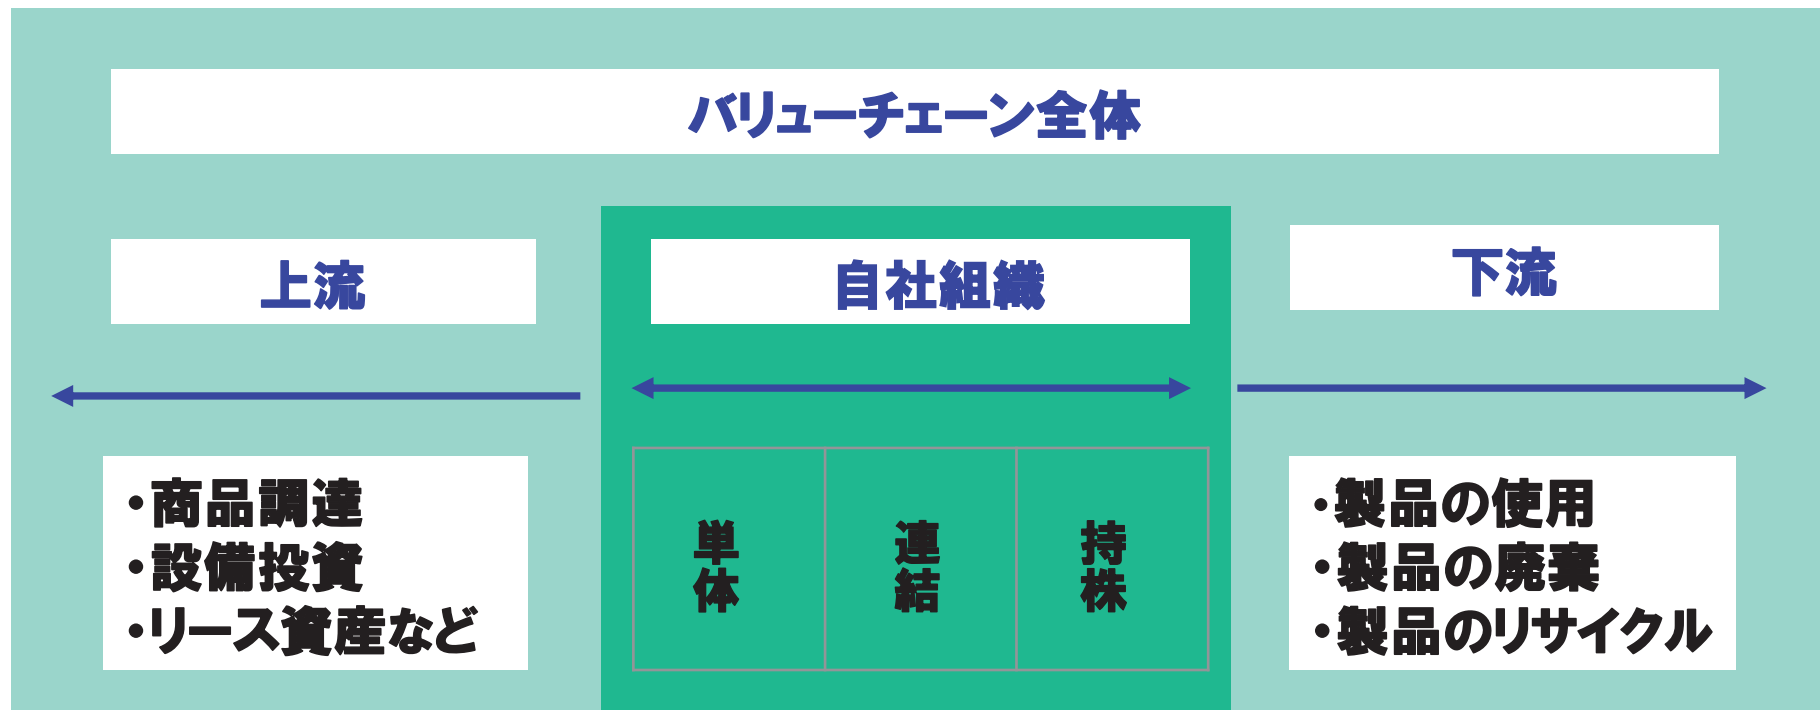 バリューチェーン全体
上流
自社組織
下流
・商品調達
・設備投資
・リース資産など
単体
連結
持株
・製品の使用
・製品の廃棄
・製品のリサイクル